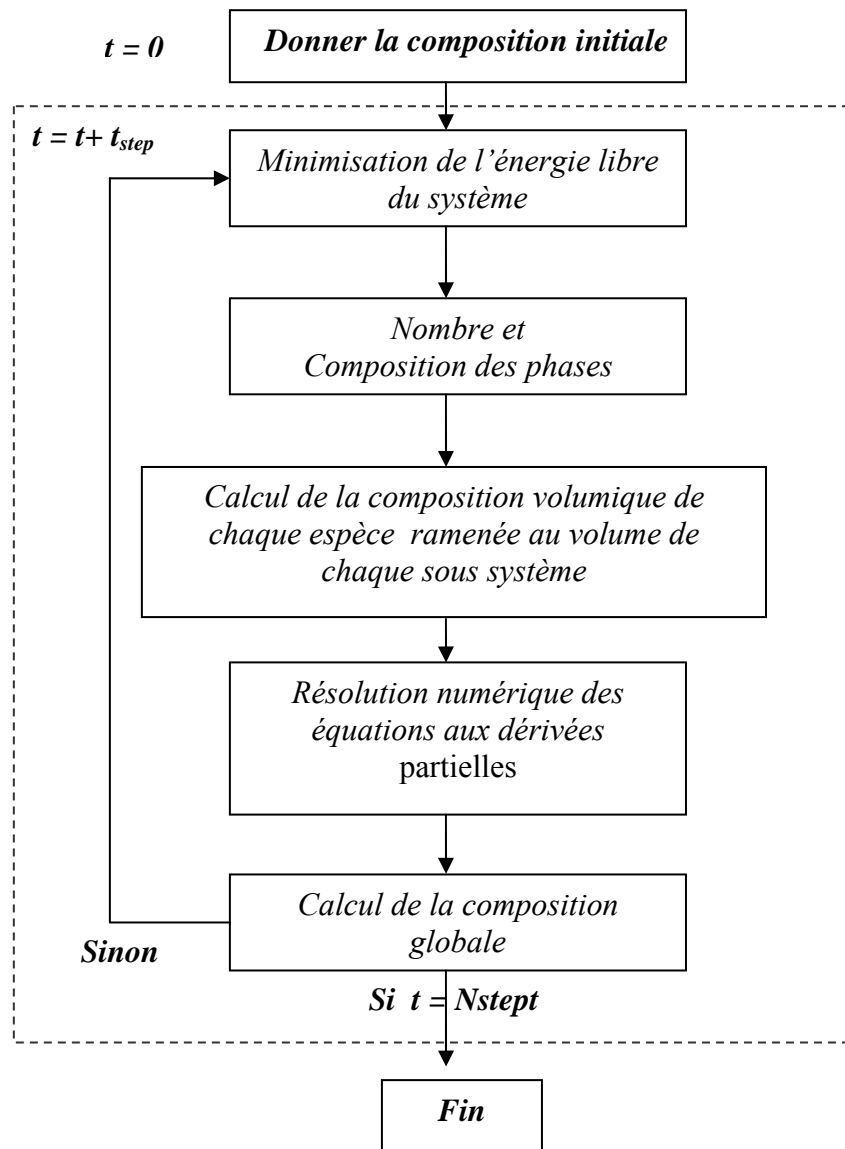 t = 0
Donner la composition initiale
t = t+ tstep
Minimisation de l’énergie libre
du système
Nombre et
Composition des phases
Calcul de la composition volumique de
chaque espèce ramenée au volume de
chaque sous système
Résolution numérique des
équations aux dérivées
partielles
Calcul de la composition
globale
Sinon
Si t = Nstept
Fin